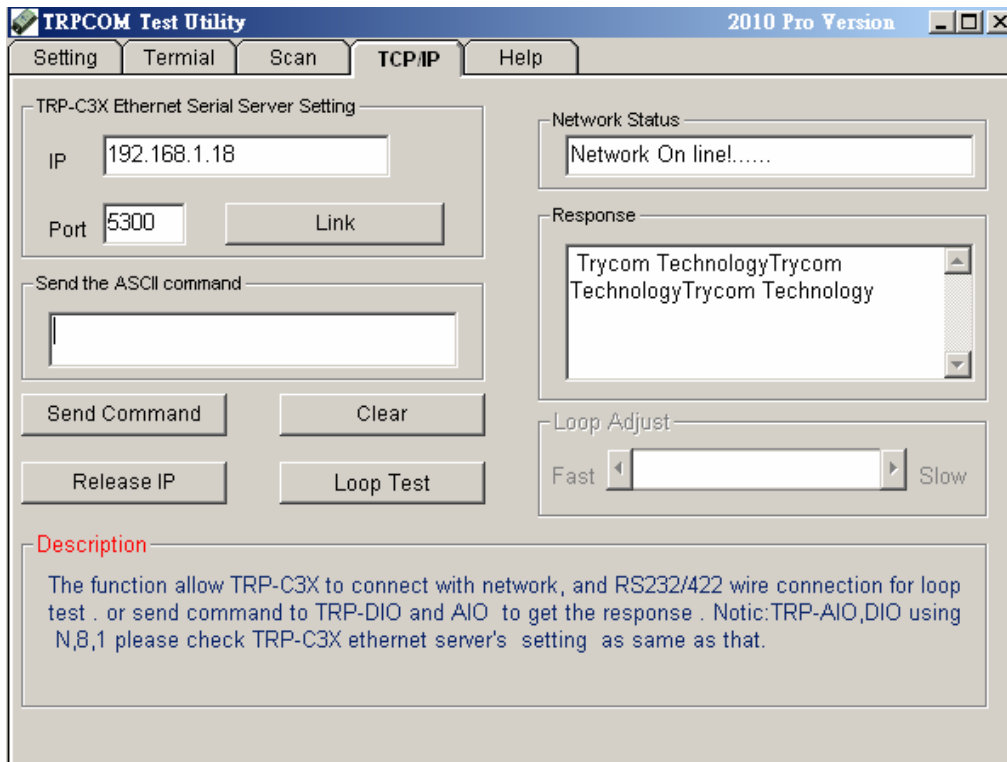 TRPCOM Test Utility 2010 Pro Version
Setting Termial Scan TCP/IP Help
TRP-C3X Ethernet Serial Server Setting
IP 192.168.1.18
Port 5300 Link
Send the ASCII command
Send Command Clear
Release IP Loop Test
Network Status
Network On line!......
Response
Trycom TechnologyTrycom
TechnologyTrycom Technology
Loop Adjust
Fast Slow
Description
The function allow TRP-C3X to connect with network, and RS232/422 wire connection for loop
test . or send command to TRP-DIO and AIO to get the response . Notic:TRP-AIO,DIO using
N,8,1 please check TRP-C3X ethernet server's setting as same as that.